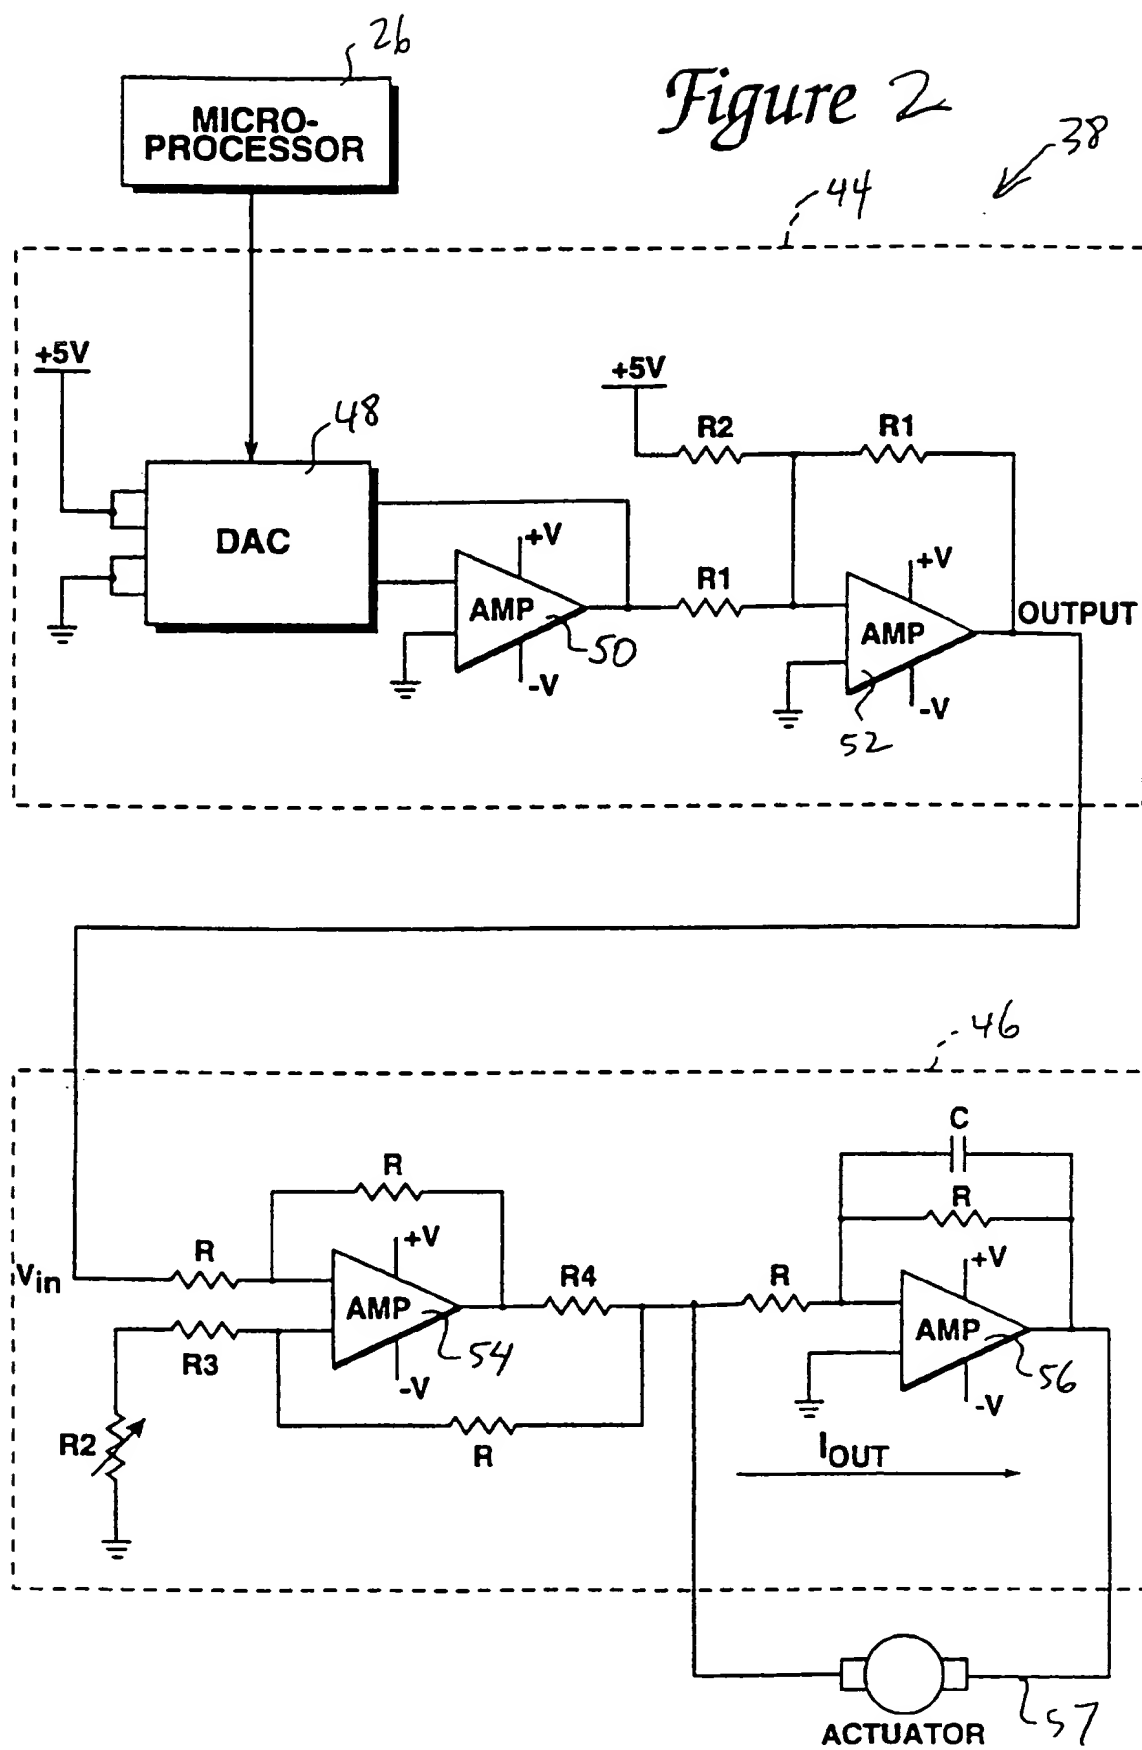 26
MICRO-
PROCESSOR
Figure 2
38
44
+5V
+5V
48
R2
R1
DAC
+V
R1
+V
AMP
50
AMP
OUTPUT
-V
52
-V
46
C
R
R
+V
+V
Vin
R
R4
R
AMP
54
AMP
56
R3
-V
-V
R2
R
IOUT
57
ACTUATOR